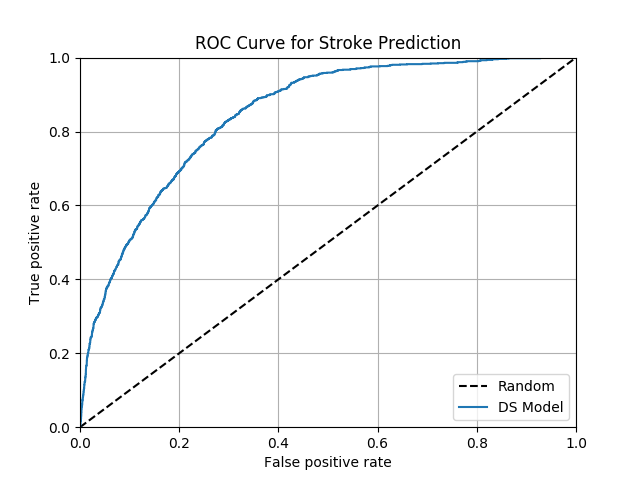 ROC Curve for Stroke Prediction
True positive rate
1.0
0.8
0.6
0.4
0.2
0.0
0.0 0.2 0.4 0.6 0.8 1.0
False positive rate
Random
DS Model